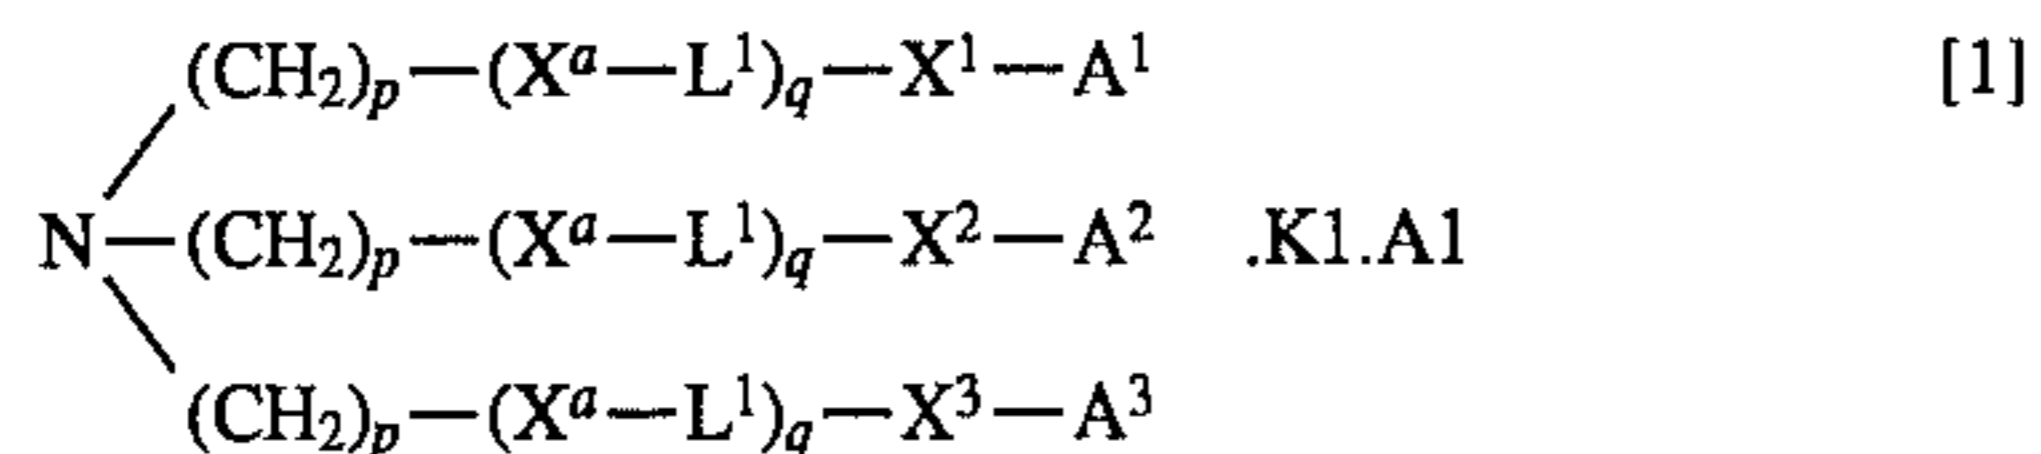 (CH₂)ₚ—(Xᵃ—L¹)q—X¹—A¹ [1]
N—(CH₂)ₚ—(Xᵃ—L¹)q—X²—A² .K1.A1
(CH₂)ₚ—(Xᵃ—L¹)q—X³—A³